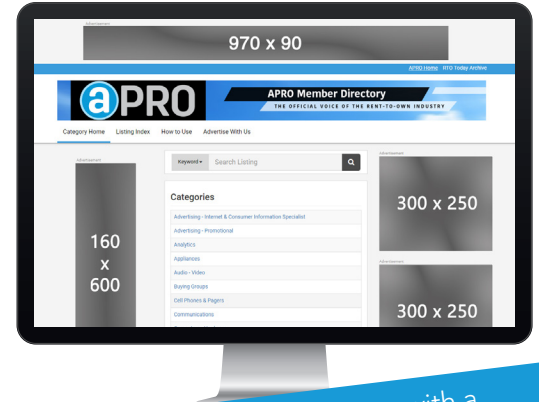 Advertisement
970 x 90
APRO Home RTO Today Archive
aPRO
APRO Member Directory
THE OFFICIAL VOICE OF THE RENT-TO-OWN INDUSTRY
Category Home Listing Index How to Use Advertise With Us
Advertisement
160
x
600
Keyword Search Listing
Categories
Advertising - Internet & Consumer Information Specialist
Advertising - Promotional
Analytics
Appliances
Audio - Video
Buying Groups
Cell Phones & Pagers
Communications
Advertisement
300 x 250
Advertisement
300 x 250
with a